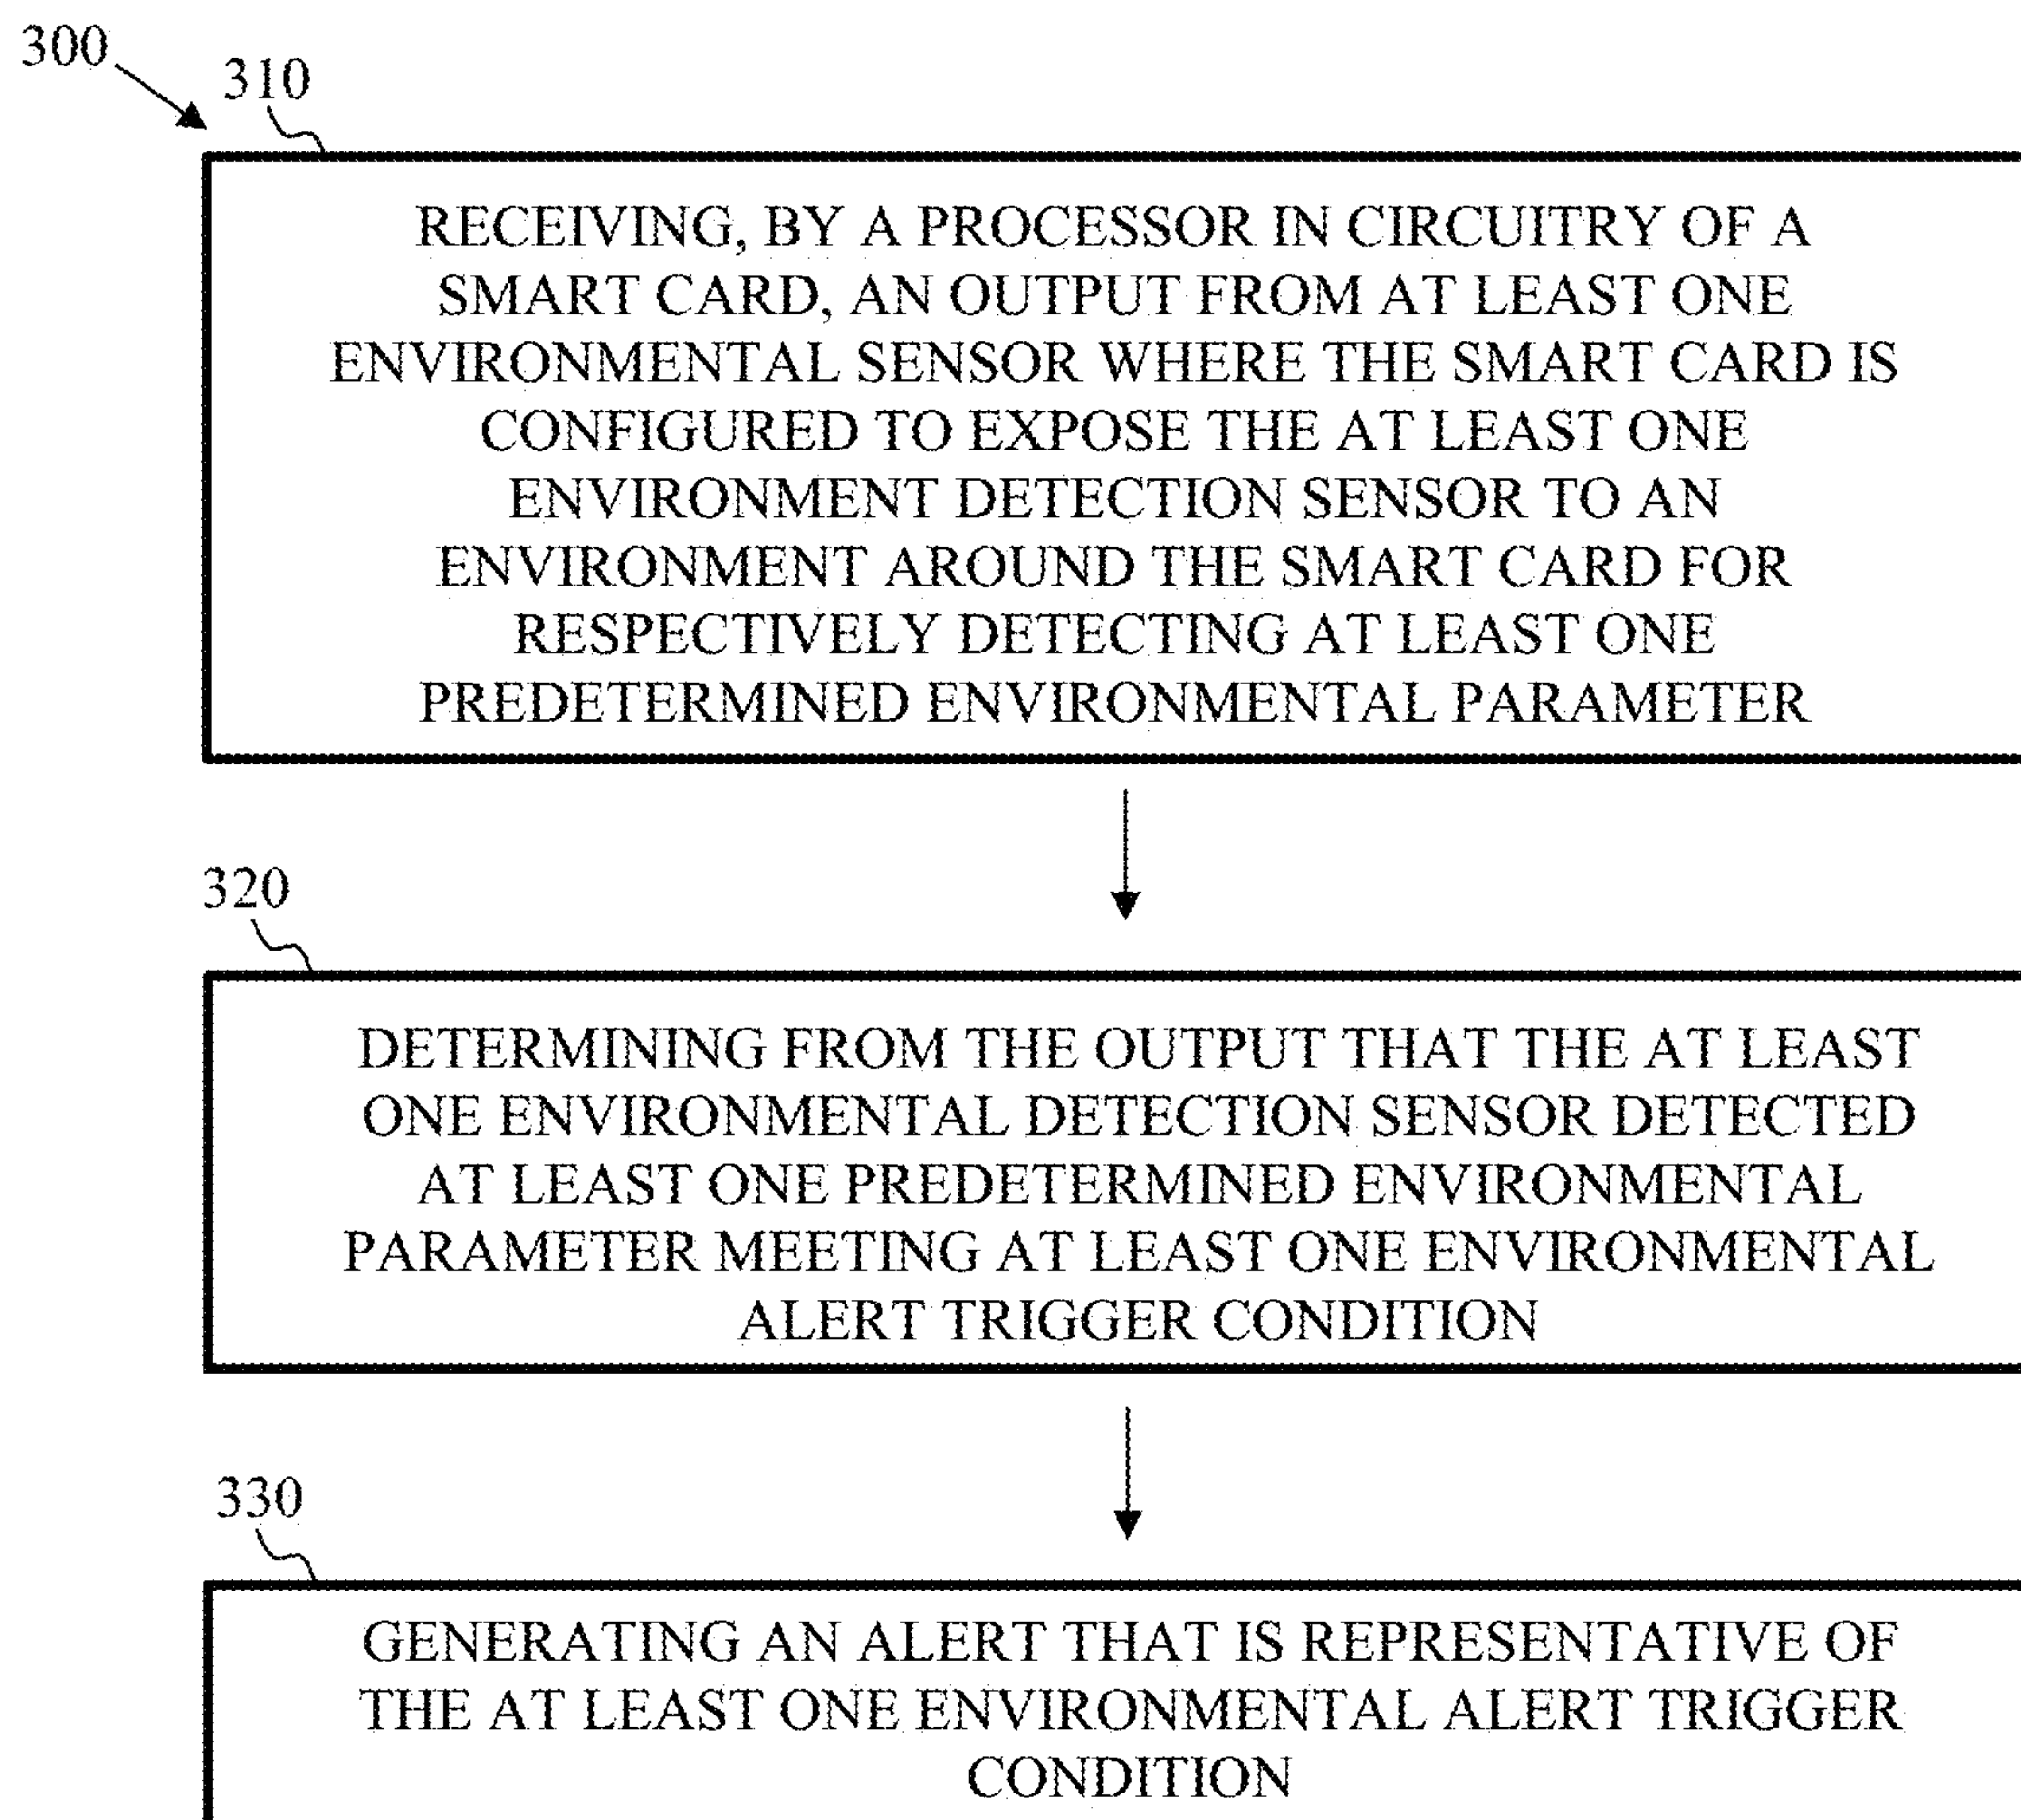 300
310
RECEIVING, BY A PROCESSOR IN CIRCUITRY OF A
SMART CARD, AN OUTPUT FROM AT LEAST ONE
ENVIRONMENTAL SENSOR WHERE THE SMART CARD IS
CONFIGURED TO EXPOSE THE AT LEAST ONE
ENVIRONMENT DETECTION SENSOR TO AN
ENVIRONMENT AROUND THE SMART CARD FOR
RESPECTIVELY DETECTING AT LEAST ONE
PREDETERMINED ENVIRONMENTAL PARAMETER
320
DETERMINING FROM THE OUTPUT THAT THE AT LEAST
ONE ENVIRONMENTAL DETECTION SENSOR DETECTED
AT LEAST ONE PREDETERMINED ENVIRONMENTAL
PARAMETER MEETING AT LEAST ONE ENVIRONMENTAL
ALERT TRIGGER CONDITION
330
GENERATING AN ALERT THAT IS REPRESENTATIVE OF
THE AT LEAST ONE ENVIRONMENTAL ALERT TRIGGER
CONDITION